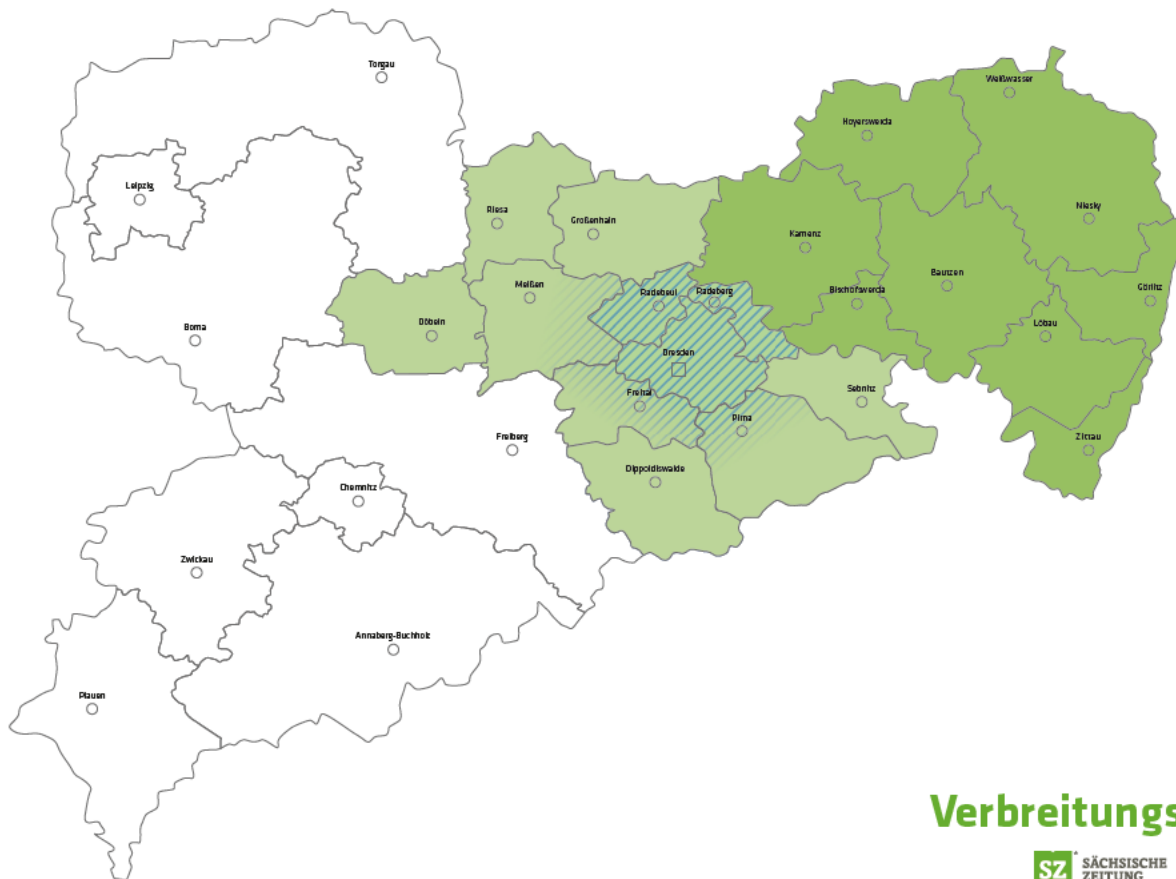 Torgau
Weißwasser
Hoyerswerda
Leipzig
Riesa
Großenhain
Niesky
Kamenz
Meißen
Radebeul
Radeberg
Bischofswerda
Bautzen
Görlitz
Borna
Döbeln
Löbau
Dresden
Freital
Sebnitz
Pirna
Freiberg
Zittau
Dippoldiswalde
Chemnitz
Zwickau
Annaberg-Buchholz
Plauen
Verbreitungs
SZ SÄCHSISCHE
ZEITUNG